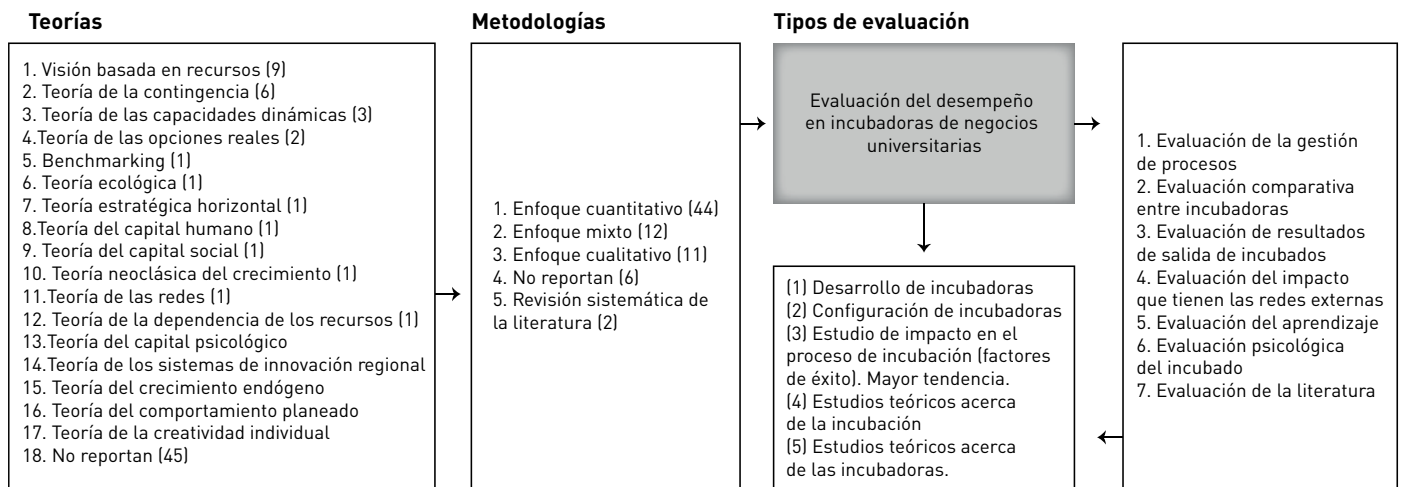 Teorías
1. Visión basada en recursos (9)
2. Teoría de la contingencia (6)
3. Teoría de las capacidades dinámicas (3)
4.Teoría de las opciones reales (2)
5. Benchmarking (1)
6. Teoría ecológica (1)
7. Teoría estratégica horizontal (1)
8.Teoría del capital humano (1)
9. Teoría del capital social (1)
10. Teoría neoclásica del crecimiento (1)
11.Teoría de las redes (1)
12. Teoría de la dependencia de los recursos (1)
13.Teoría del capital psicológico
14.Teoría de los sistemas de innovación regional
15. Teoría del crecimiento endógeno
16. Teoría del comportamiento planeado
17. Teoría de la creatividad individual
18. No reportan (45)
Metodologías
1. Enfoque cuantitativo (44)
2. Enfoque mixto (12)
3. Enfoque cualitativo (11)
4. No reportan (6)
5. Revisión sistemática de
la literatura (2)
Tipos de evaluación
Evaluación del desempeño
en incubadoras de negocios
universitarias
(1) Desarrollo de incubadoras
(2) Configuración de incubadoras
(3) Estudio de impacto en el
proceso de incubación (factores
de éxito). Mayor tendencia.
(4) Estudios teóricos acerca
de la incubación
(5) Estudios teóricos acerca
de las incubadoras.
1. Evaluación de la gestión
de procesos
2. Evaluación comparativa
entre incubadoras
3. Evaluación de resultados
de salida de incubados
4. Evaluación del impacto
que tienen las redes externas
5. Evaluación del aprendizaje
6. Evaluación psicológica
del incubado
7. Evaluación de la literatura